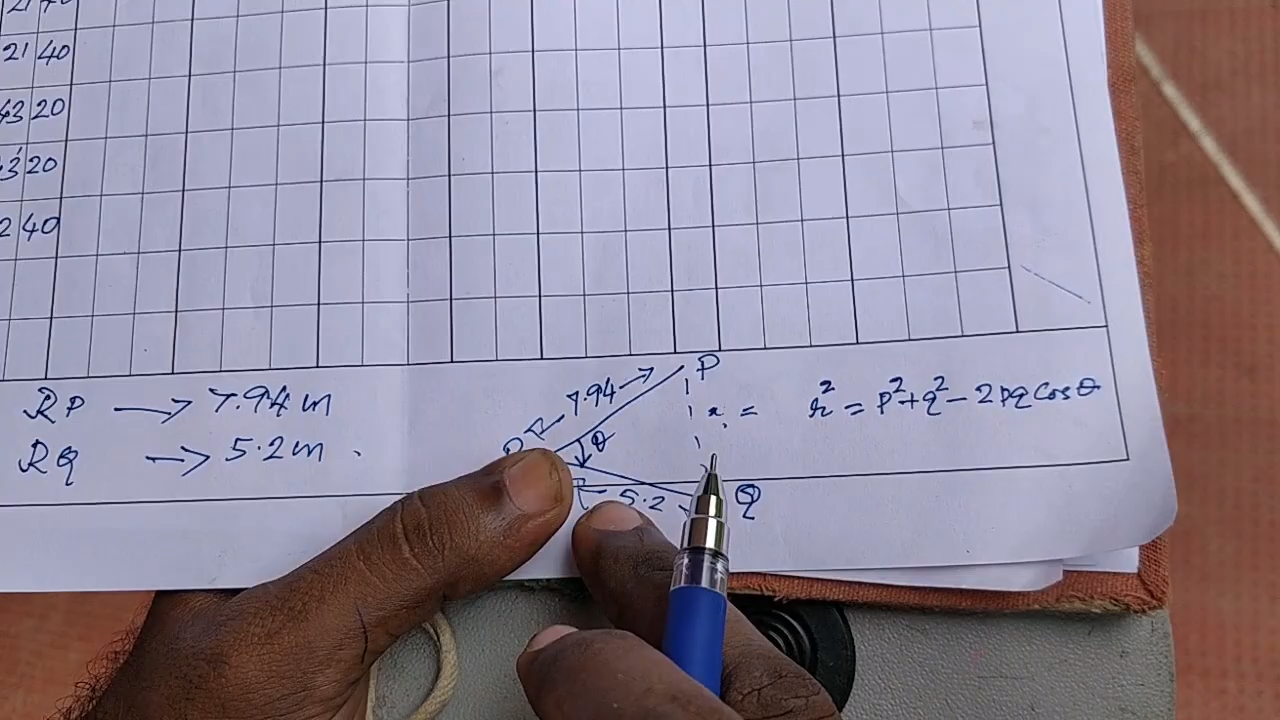 21 40
43 20
43' 20
2 40
RP → 7.94 m
RQ → 5.2 m .
P
7.94
θ
r² = p² + q² - 2pq cos θ
5.2
Q